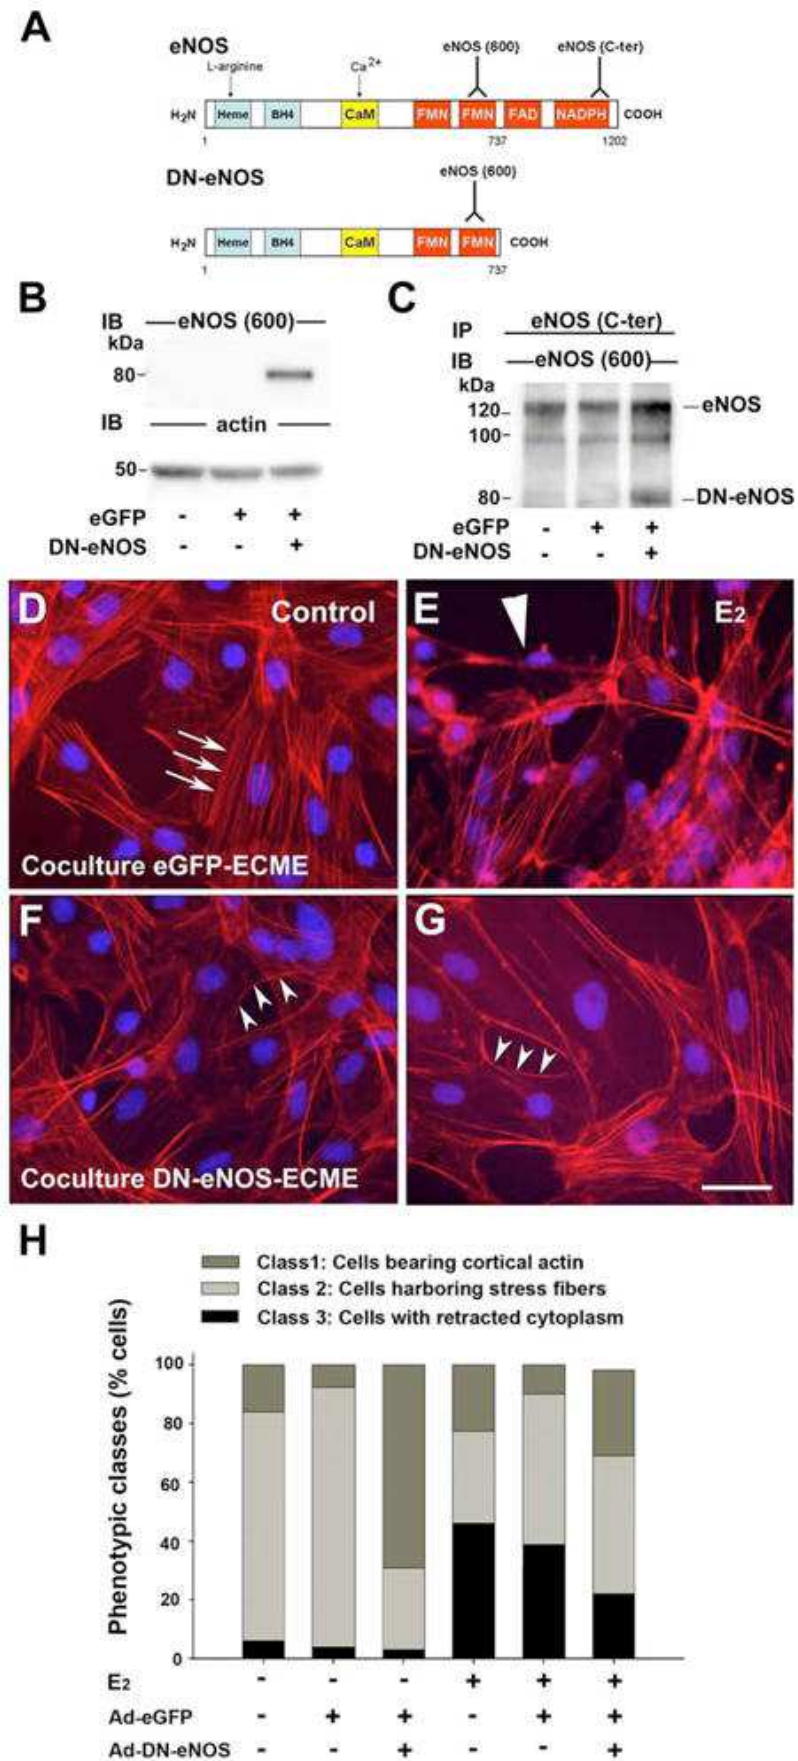 A
eNOS
eNOS (600) eNOS (C-ter)
L-arginine Ca2+
H2N Heme BH4 CaM FMN FMN FAD NADPH COOH
1 737 1202
DN-eNOS
eNOS (600)
H2N Heme BH4 CaM FMN FMN COOH
1 737
B
IB eNOS (600)
kDa
80
IB actin
50
eGFP - + +
DN-eNOS - - +
C
IP eNOS (C-ter)
IB eNOS (600)
kDa
120 eNOS
100
80 DN-eNOS
eGFP - + +
DN-eNOS - - +
D Control
Coculture eGFP-ECME
E E2
F
Coculture DN-eNOS-ECME
G
H
Class1: Cells bearing cortical actin
Class 2: Cells harboring stress fibers
Class 3: Cells with retracted cytoplasm
Phenotypic classes (% cells)
100
80
60
40
20
0
E2 - - - + + +
Ad-eGFP - + + - + +
Ad-DN-eNOS - - + - - +